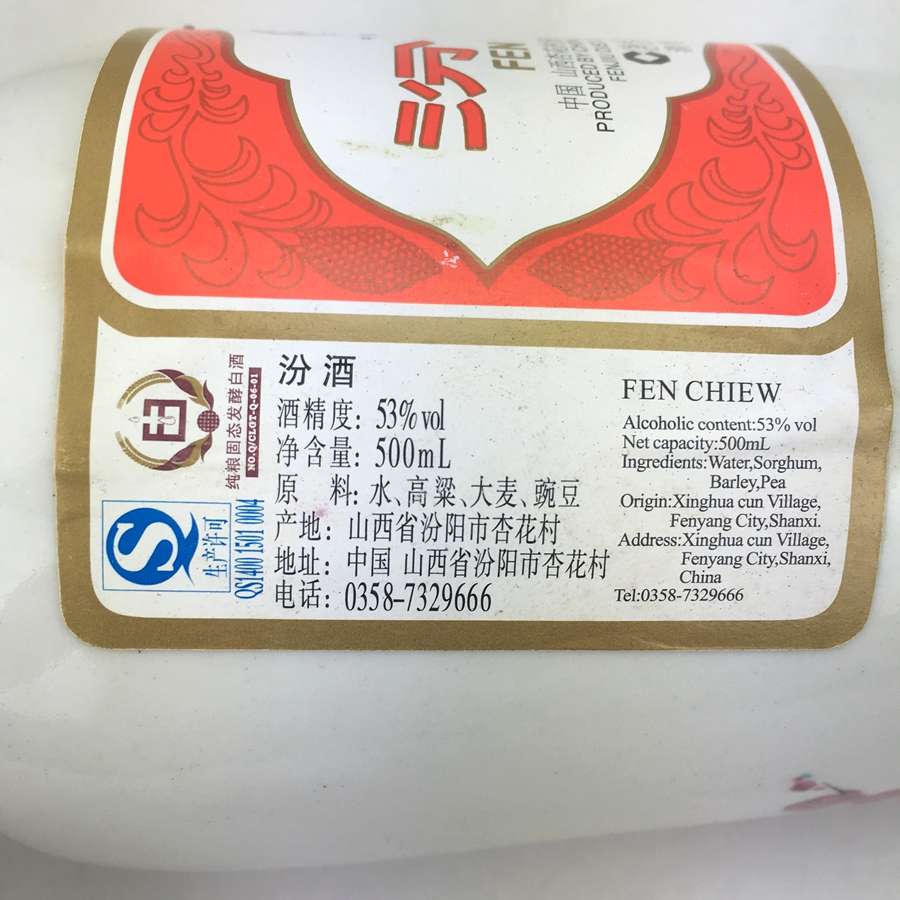 汾
FEN
中国 山西杏花
PRODUCED BY
FENJIU
纯粮固态发酵白酒
NO.Q/CLGT-Q-06-01
生产许可
QS1400 1501 0004
汾酒
酒精度: 53%vol
净含量: 500mL
原 料: 水、高粱、大麦、豌豆
产地: 山西省汾阳市杏花村
地址: 中国 山西省汾阳市杏花村
电话: 0358-7329666
FEN CHIEW
Alcoholic content:53% vol
Net capacity:500mL
Ingredients:Water,Sorghum,
Barley,Pea
Origin:Xinghua cun Village,
Fenyang City,Shanxi.
Address:Xinghua cun Village,
Fenyang City,Shanxi,
China
Tel:0358-7329666